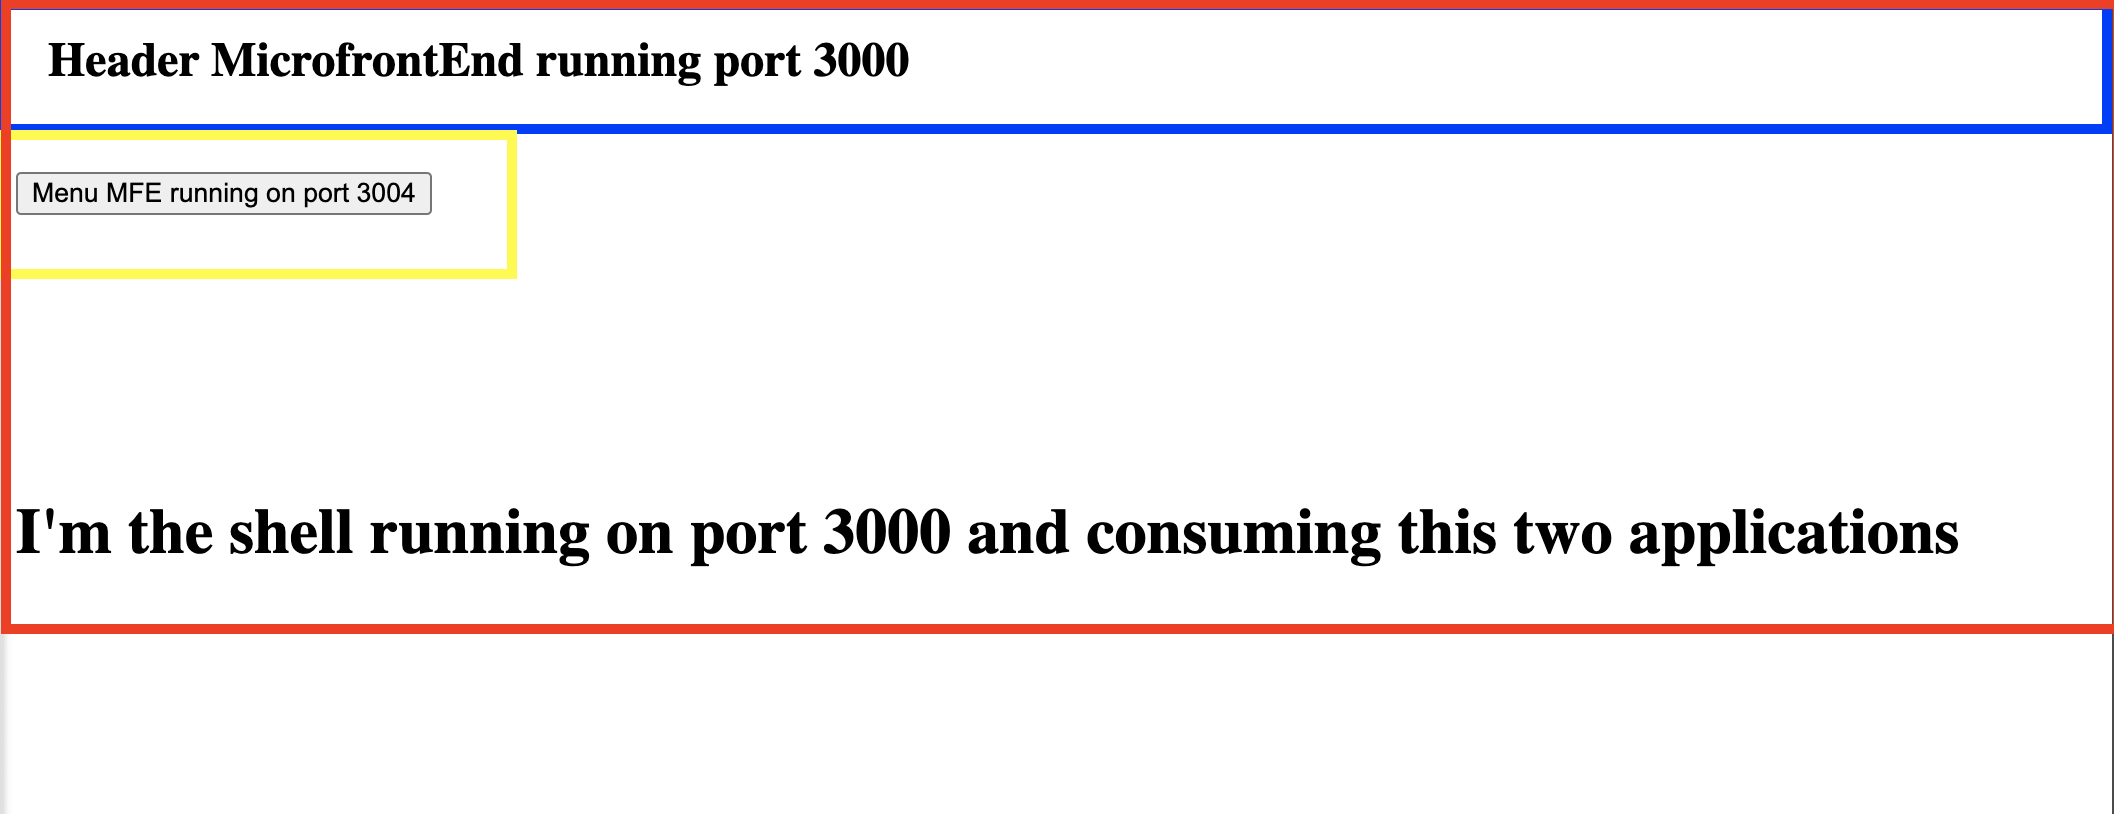 Header MicrofrontEnd running port 3000
Menu MFE running on port 3004
I'm the shell running on port 3000 and consuming this two applications